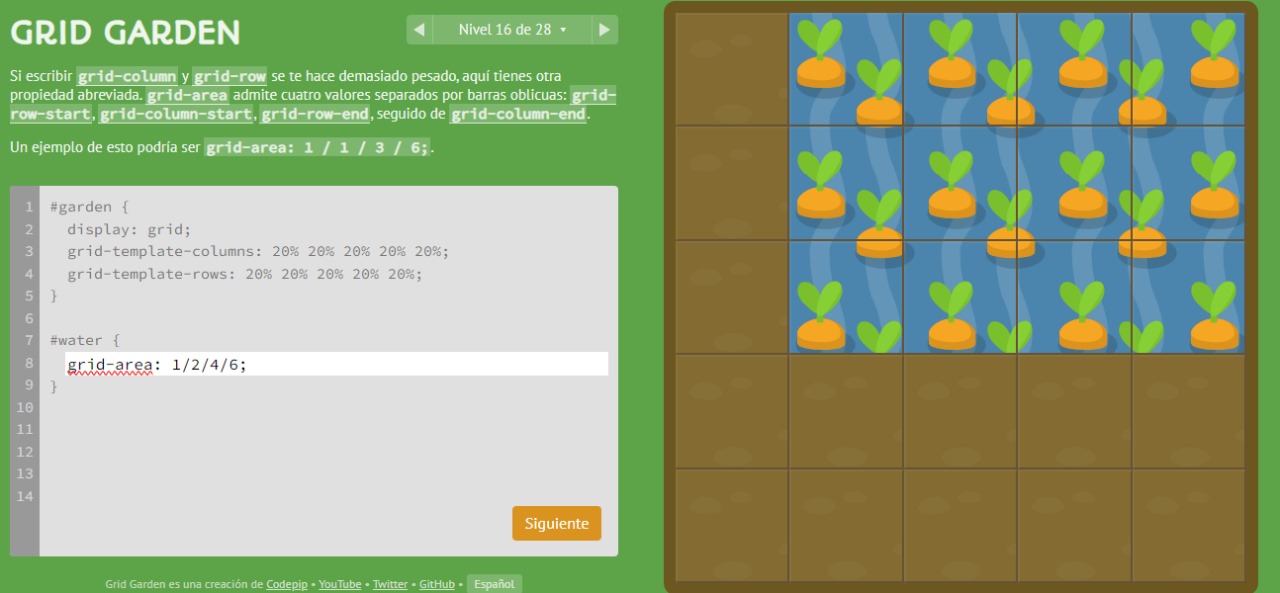 GRID GARDEN
◀ Nivel 16 de 28 ▾ ▶
Si escribir grid-column y grid-row se te hace demasiado pesado, aquí tienes otra
propiedad abreviada. grid-area admite cuatro valores separados por barras oblicuas: grid-
row-start, grid-column-start, grid-row-end, seguido de grid-column-end.
Un ejemplo de esto podría ser grid-area: 1 / 1 / 3 / 6;.
1 #garden {
2 display: grid;
3 grid-template-columns: 20% 20% 20% 20% 20%;
4 grid-template-rows: 20% 20% 20% 20% 20%;
5 }
6
7 #water {
8 grid-area: 1/2/4/6;
9 }
10
11
12
13
14
Siguiente
Grid Garden es una creación de Codepip • YouTube • Twitter • GitHub • Español